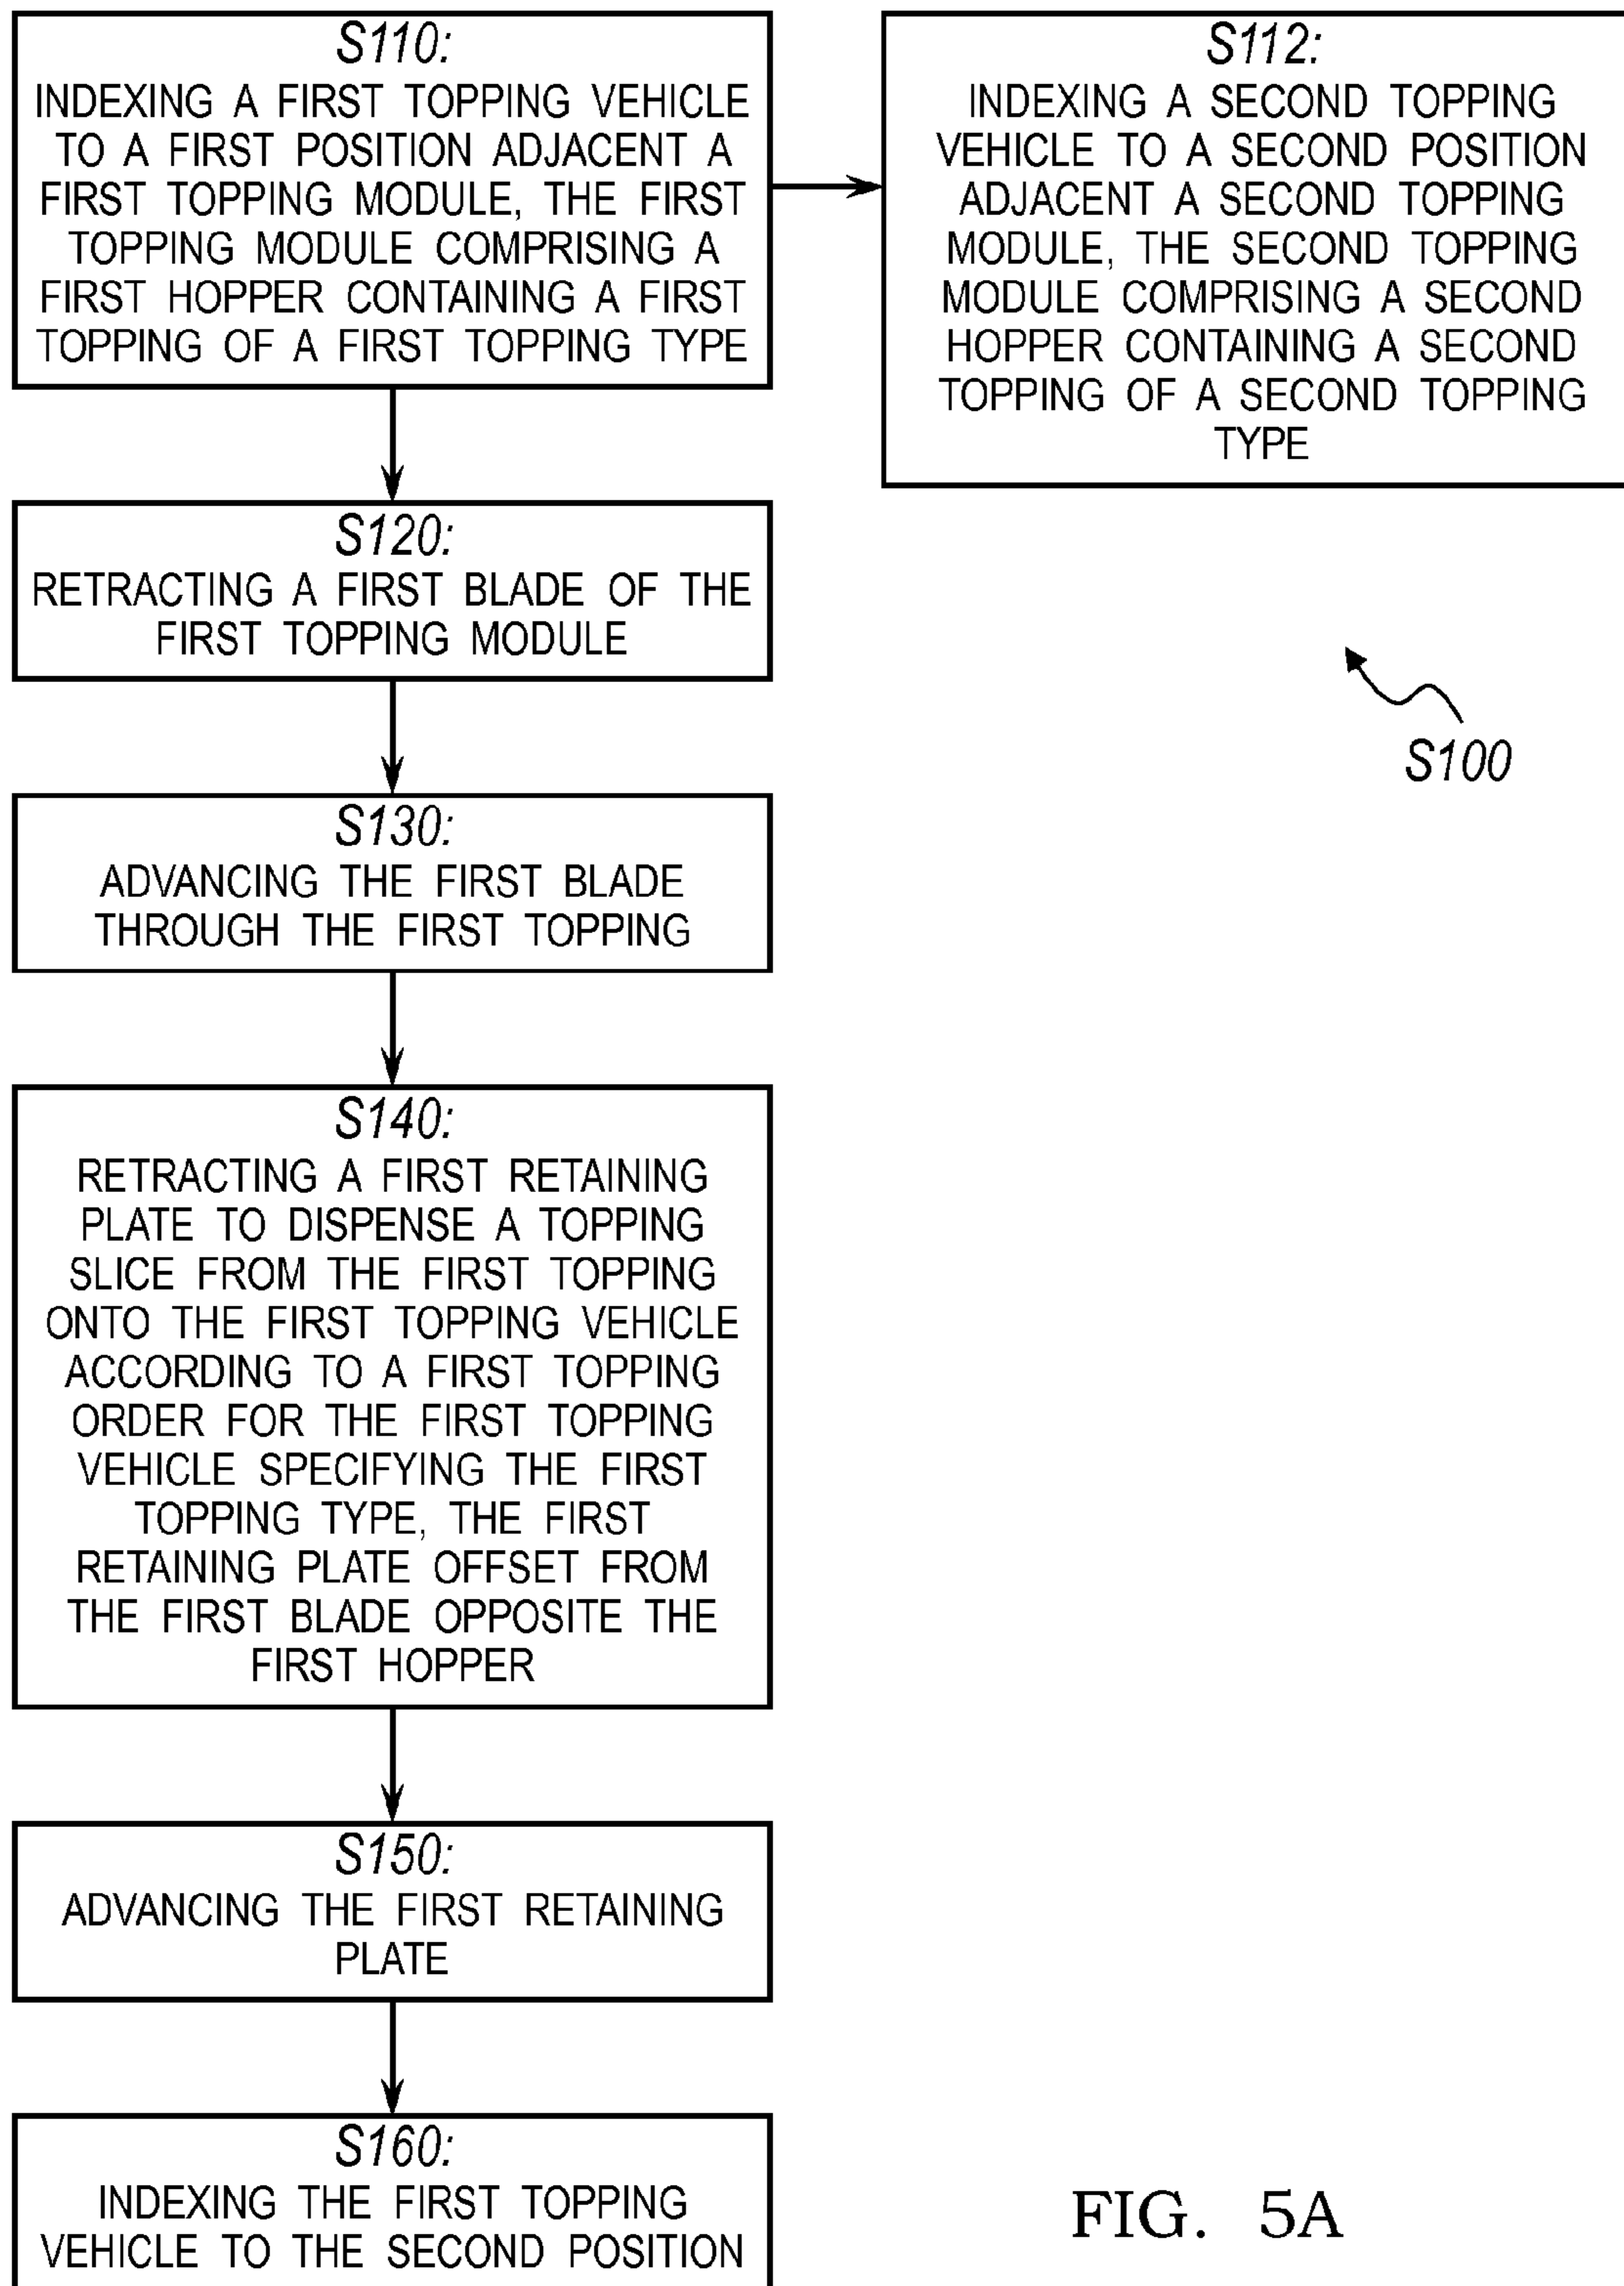 S110:
INDEXING A FIRST TOPPING VEHICLE
TO A FIRST POSITION ADJACENT A
FIRST TOPPING MODULE, THE FIRST
TOPPING MODULE COMPRISING A
FIRST HOPPER CONTAINING A FIRST
TOPPING OF A FIRST TOPPING TYPE
S112:
INDEXING A SECOND TOPPING
VEHICLE TO A SECOND POSITION
ADJACENT A SECOND TOPPING
MODULE, THE SECOND TOPPING
MODULE COMPRISING A SECOND
HOPPER CONTAINING A SECOND
TOPPING OF A SECOND TOPPING
TYPE
S120:
RETRACTING A FIRST BLADE OF THE
FIRST TOPPING MODULE
S100
S130:
ADVANCING THE FIRST BLADE
THROUGH THE FIRST TOPPING
S140:
RETRACTING A FIRST RETAINING
PLATE TO DISPENSE A TOPPING
SLICE FROM THE FIRST TOPPING
ONTO THE FIRST TOPPING VEHICLE
ACCORDING TO A FIRST TOPPING
ORDER FOR THE FIRST TOPPING
VEHICLE SPECIFYING THE FIRST
TOPPING TYPE, THE FIRST
RETAINING PLATE OFFSET FROM
THE FIRST BLADE OPPOSITE THE
FIRST HOPPER
S150:
ADVANCING THE FIRST RETAINING
PLATE
S160:
INDEXING THE FIRST TOPPING
VEHICLE TO THE SECOND POSITION
FIG. 5A